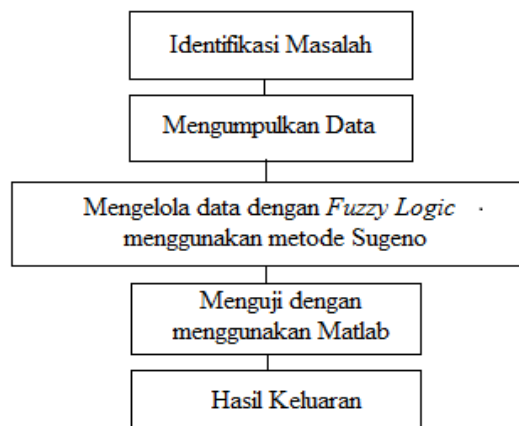 Identifikasi Masalah
Mengumpulkan Data
Mengelola data dengan Fuzzy Logic
menggunakan metode Sugeno
Menguji dengan
menggunakan Matlab
Hasil Keluaran